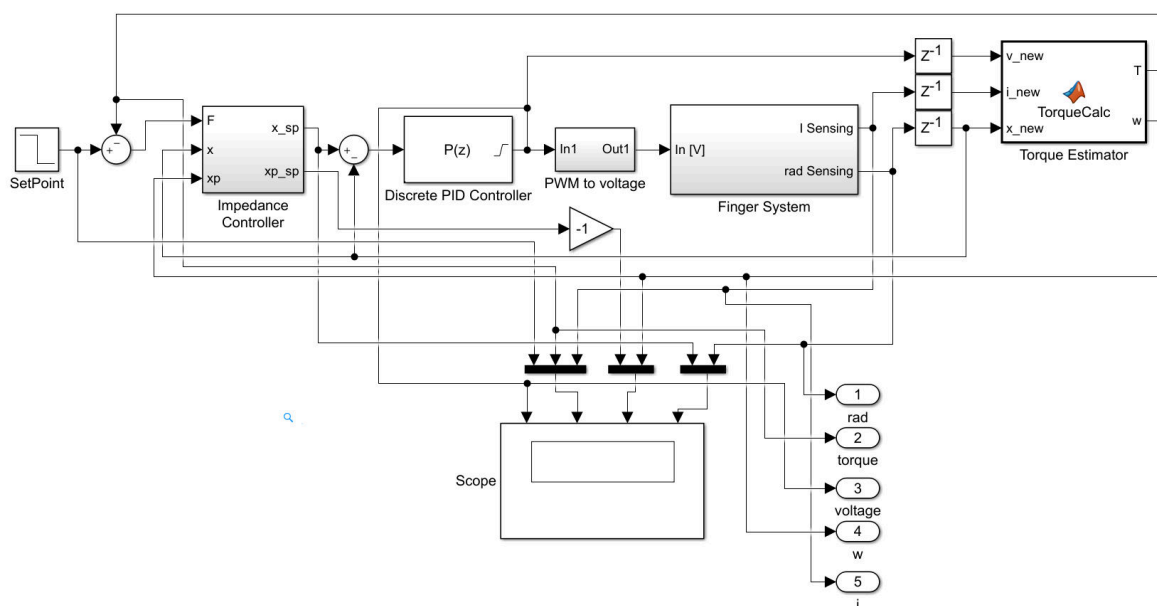 SetPoint
+
−
F
x
xp
x_sp
xp_sp
Impedance
Controller
+
−
P(z)
Discrete PID Controller
In1
Out1
PWM to voltage
In [V]
I Sensing
rad Sensing
Finger System
Z-1
Z-1
Z-1
v_new
i_new
x_new
T
w
TorqueCalc
Torque Estimator
-1
Scope
1
rad
2
torque
3
voltage
4
w
5